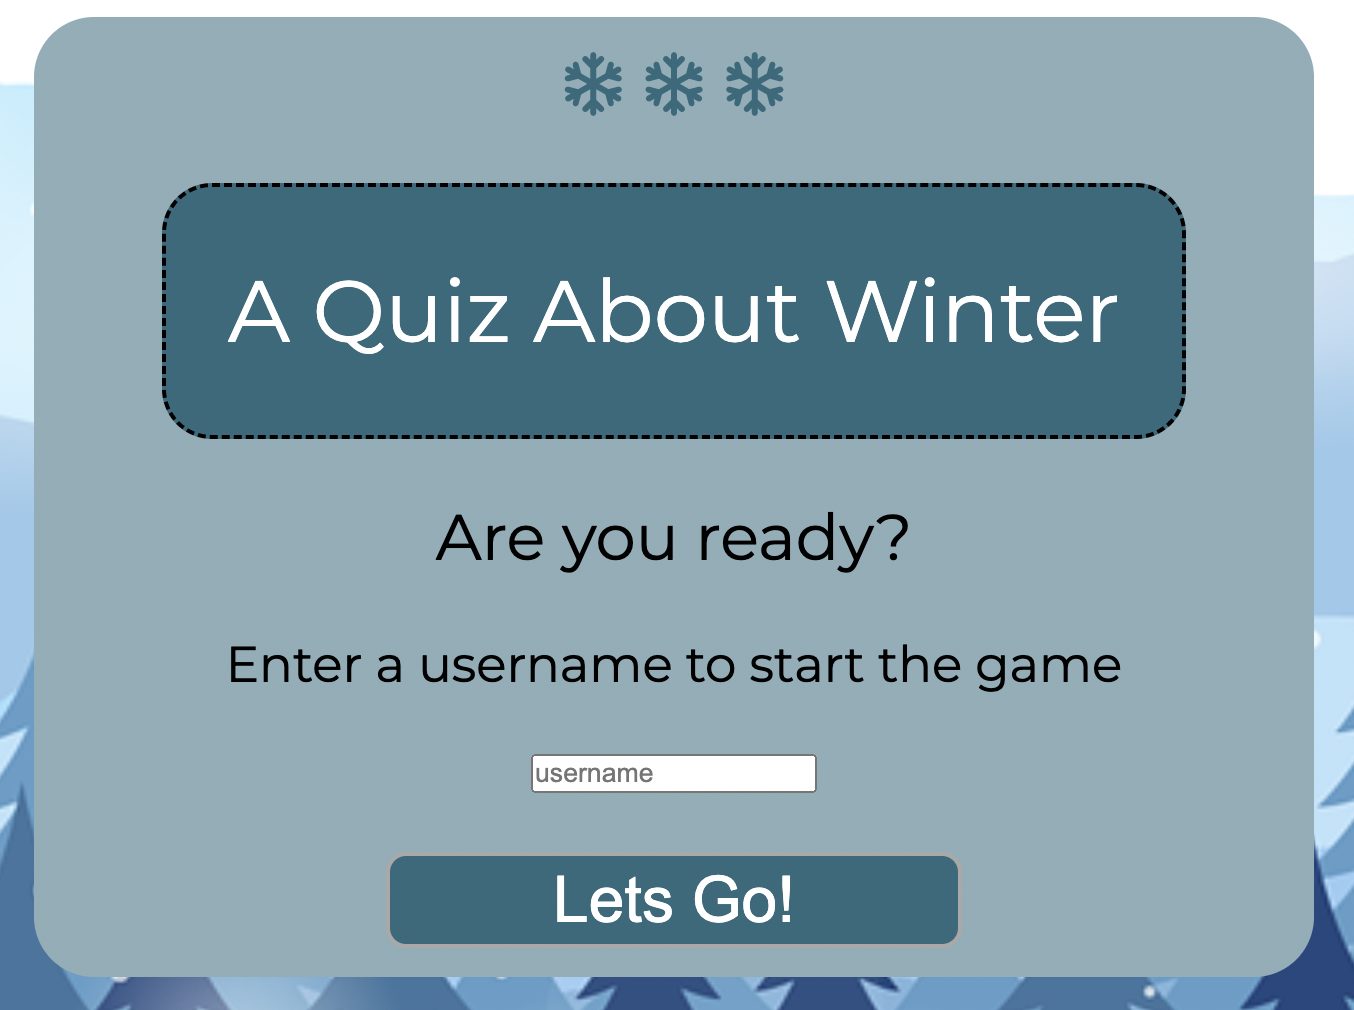 A Quiz About Winter
Are you ready?
Enter a username to start the game
username
Lets Go!